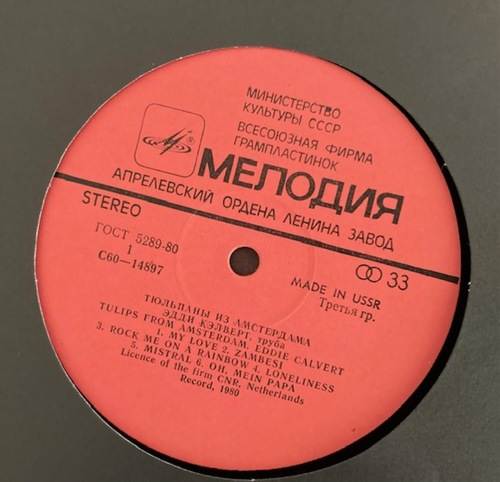 МИНИСТЕРСТВО
КУЛЬТУРЫ СССР
ВСЕСОЮЗНАЯ ФИРМА
ГРАМПЛАСТИНОК
МЕЛОДИЯ
АПРЕЛЕВСКИЙ ОРДЕНА ЛЕНИНА ЗАВОД
STEREO
ГОСТ 5289-80
1
С60—14897
33
MADE IN USSR
Третья гр.
ТЮЛЬПАНЫ ИЗ АМСТЕРДАМА
ЭДДИ КЭЛВЕРТ, труба
TULIPS FROM AMSTERDAM. EDDIE CALVERT
1. MY LOVE 2. ZAMBESI
3. ROCK ME ON A RAINBOW 4. LONELINESS
5. MISTRAL 6. OH, MEIN PAPA
Licence of the firm CNR, Netherlands
Record, 1980